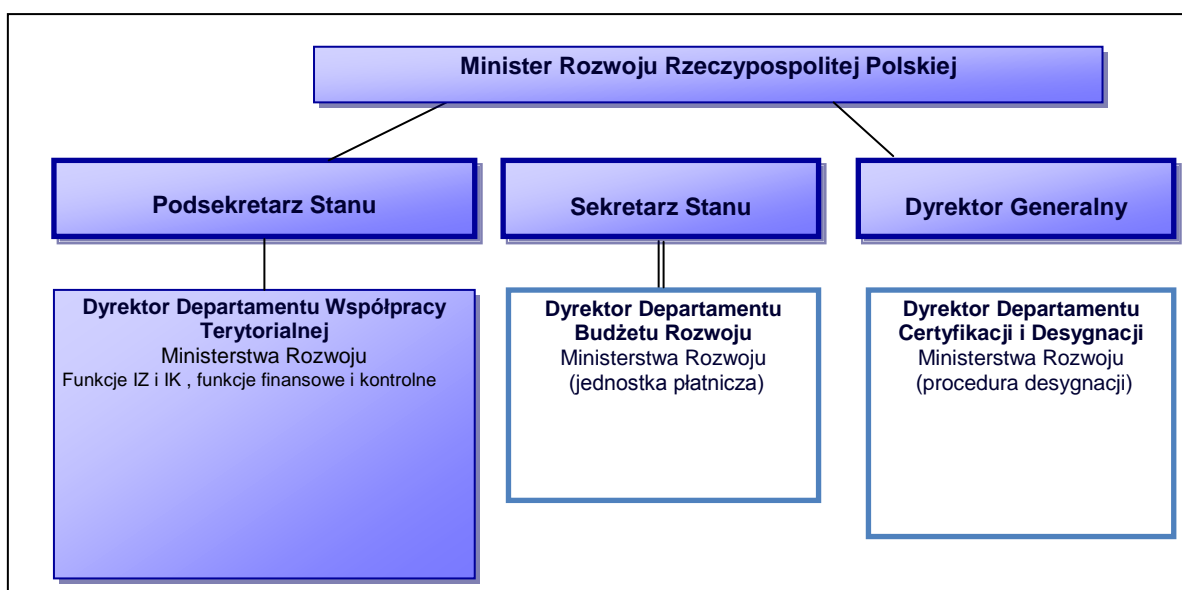 Minister Rozwoju Rzeczypospolitej Polskiej
Podsekretarz Stanu
Sekretarz Stanu
Dyrektor Generalny
Dyrektor Departamentu Współpracy
Terytorialnej
Ministerstwa Rozwoju
Funkcje IZ i IK , funkcje finansowe i kontrolne
Dyrektor Departamentu
Budżetu Rozwoju
Ministerstwa Rozwoju
(jednostka płatnicza)
Dyrektor Departamentu
Certyfikacji i Desygnacji
Ministerstwa Rozwoju
(procedura desygnacji)